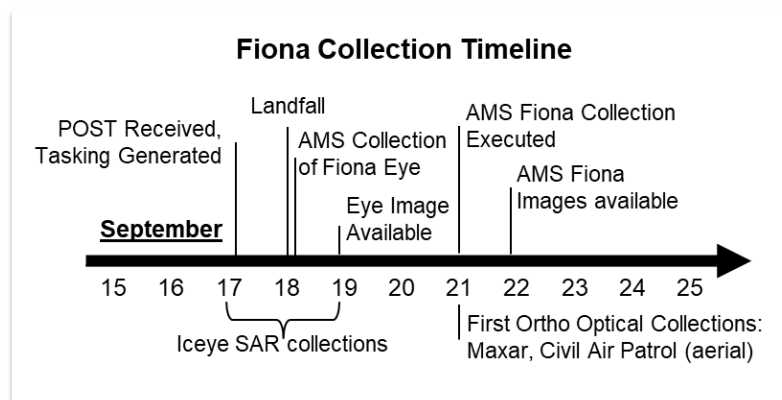 Fiona Collection Timeline
Landfall
POST Received,
Tasking Generated
AMS Collection
of Fiona Eye
Eye Image
Available
AMS Fiona Collection
Executed
AMS Fiona
Images available
September
15 16 17 18 19 20 21 22 23 24 25
Iceye SAR collections
First Ortho Optical Collections:
Maxar, Civil Air Patrol (aerial)